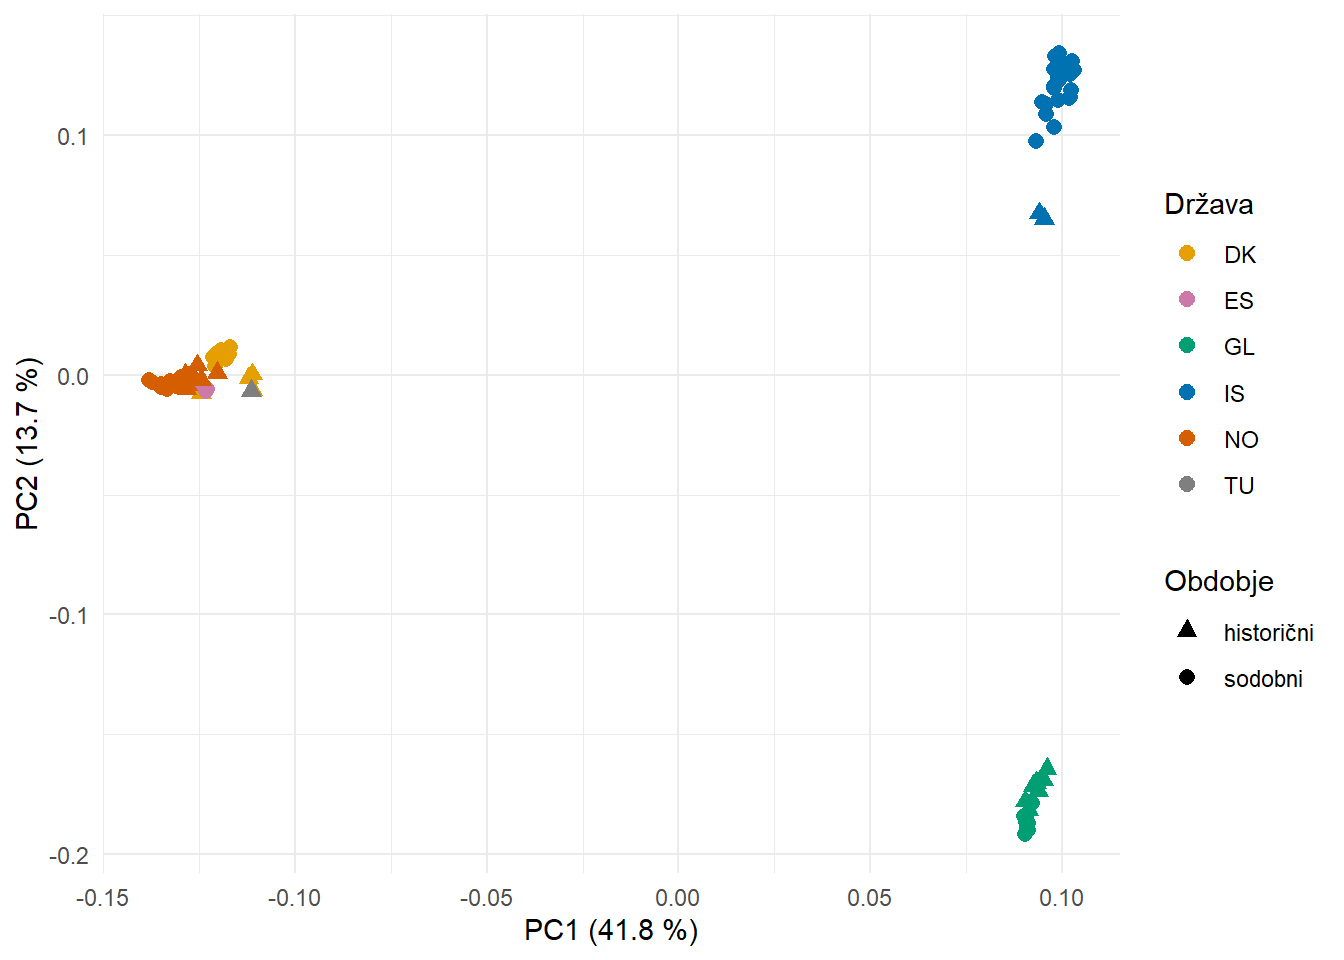 0.1
0.0
-0.1
-0.2
PC2 (13.7 %)
-0.15
-0.10
-0.05
0.00
0.05
0.10
PC1 (41.8 %)
Država
DK
ES
GL
IS
NO
TU
Obdobje
historični
sodobni